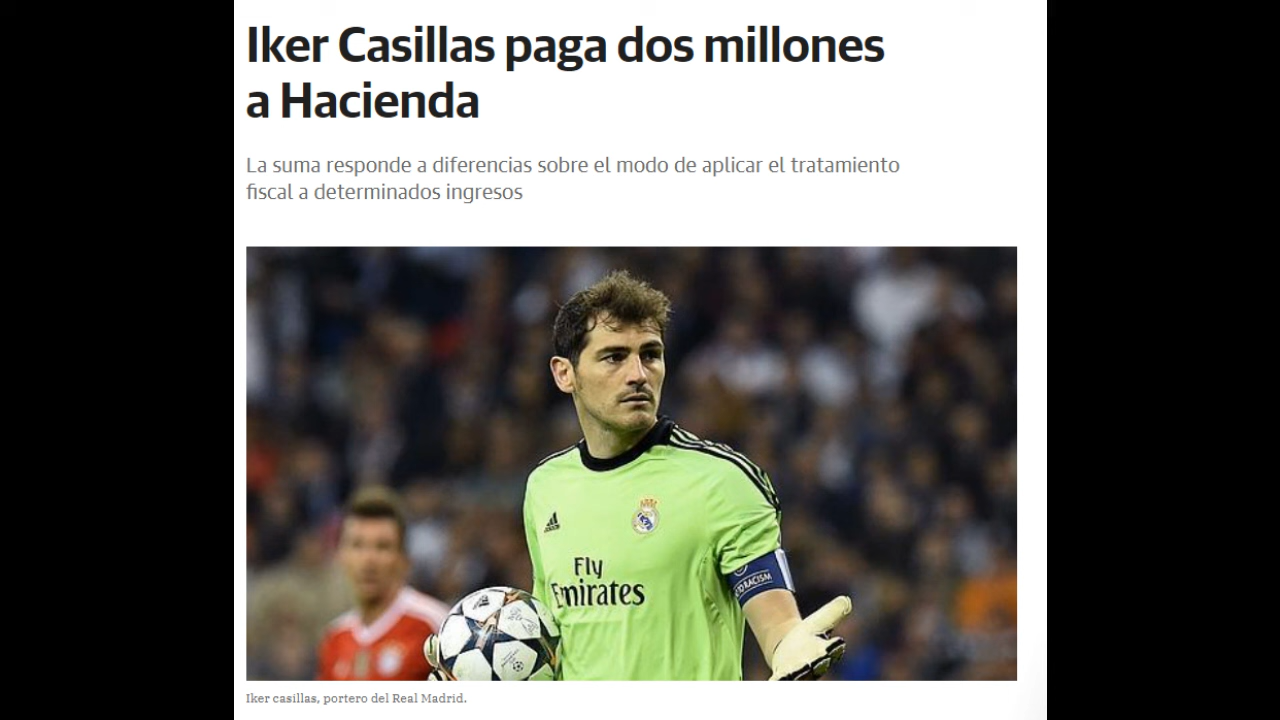 Iker Casillas paga dos millones
a Hacienda
La suma responde a diferencias sobre el modo de aplicar el tratamiento
fiscal a determinados ingresos
Fly
Emirates
RACISM
Iker casillas, portero del Real Madrid.